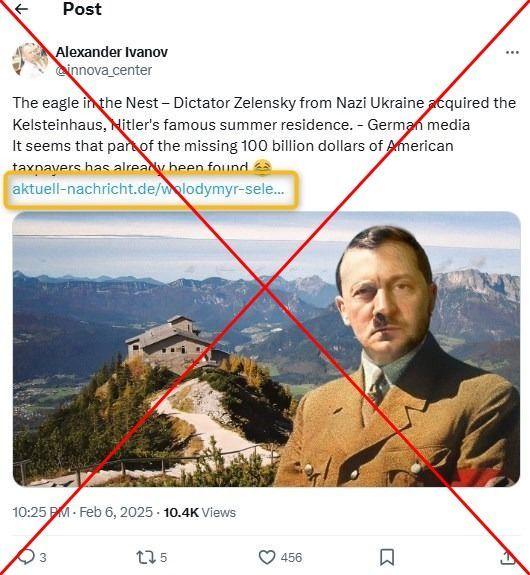 Post
Alexander Ivanov
@innova_center
The eagle in the Nest – Dictator Zelensky from Nazi Ukraine acquired the
Kelsteinhaus, Hitler's famous summer residence. - German media
It seems that part of the missing 100 billion dollars of American
taxpayers has already been found 😂
aktuell-nachricht.de/wolodymyr-sele...
10:25 PM · Feb 6, 2025 · 10.4K Views
3 5 456